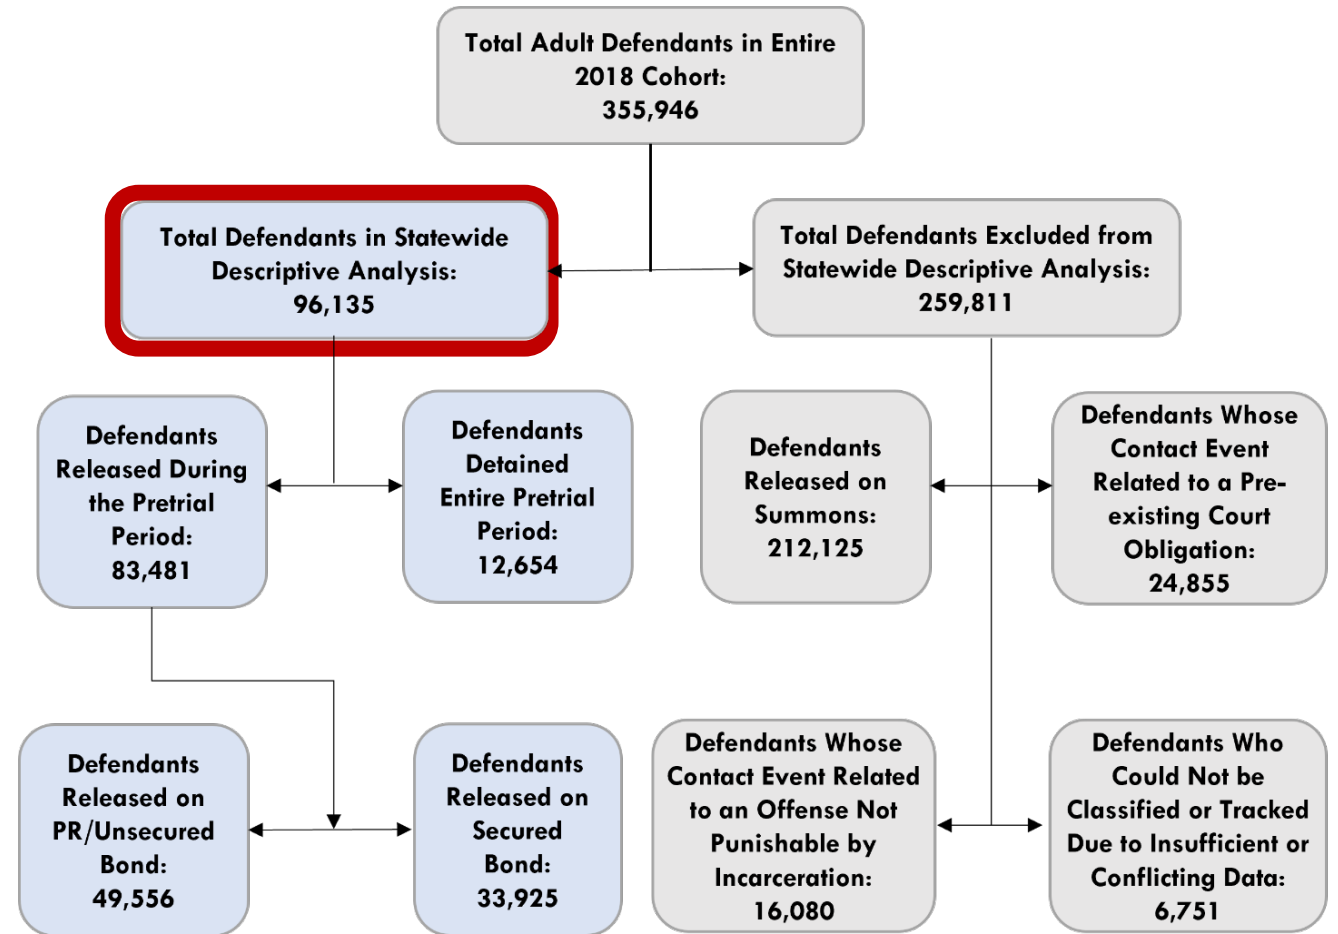 Total Adult Defendants in Entire
2018 Cohort:
355,946
Total Defendants in Statewide
Descriptive Analysis:
96,135
Total Defendants Excluded from
Statewide Descriptive Analysis:
259,811
Defendants
Released During
the Pretrial
Period:
83,481
Defendants
Detained
Entire Pretrial
Period:
12,654
Defendants
Released on
Summons:
212,125
Defendants Whose
Contact Event
Related to a Pre-
existing Court
Obligation:
24,855
Defendants
Released on
PR/Unsecured
Bond:
49,556
Defendants
Released on
Secured
Bond:
33,925
Defendants Whose
Contact Event Related
to an Offense Not
Punishable by
Incarceration:
16,080
Defendants Who
Could Not be
Classified or Tracked
Due to Insufficient or
Conflicting Data:
6,751